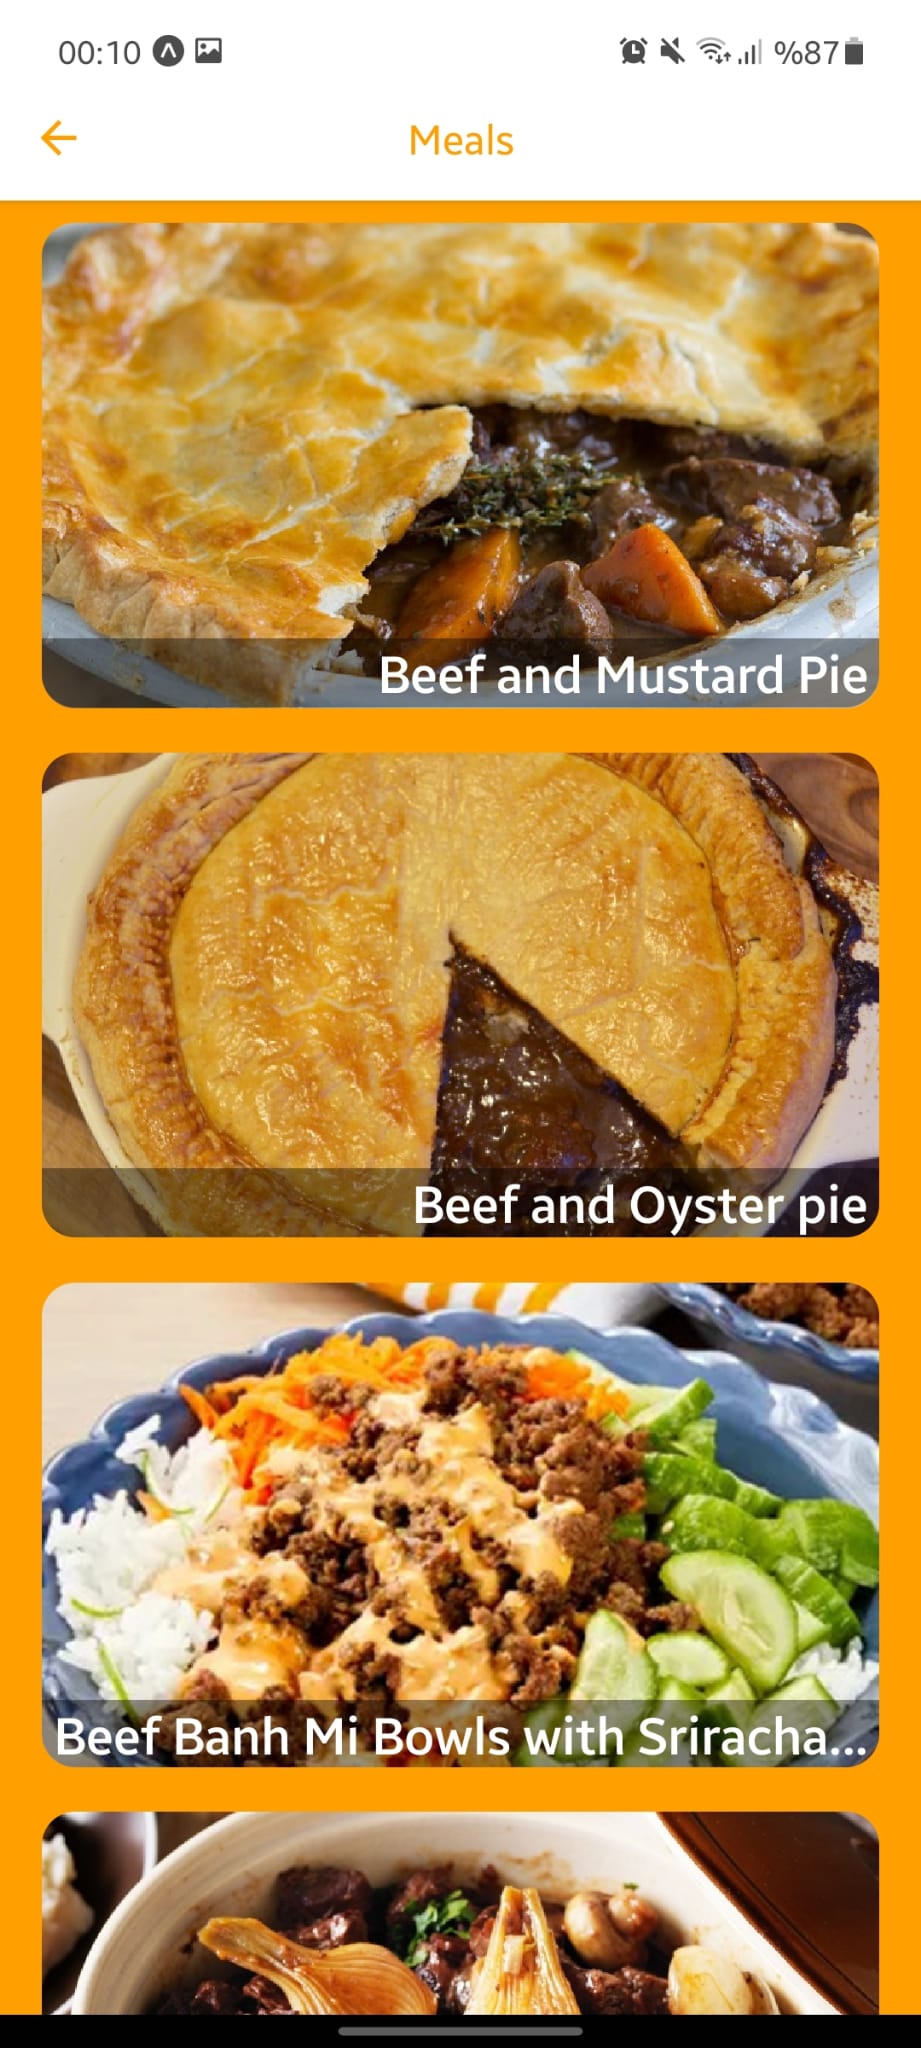 00:10 %87
Meals
Beef and Mustard Pie
Beef and Oyster pie
Beef Banh Mi Bowls with Sriracha...